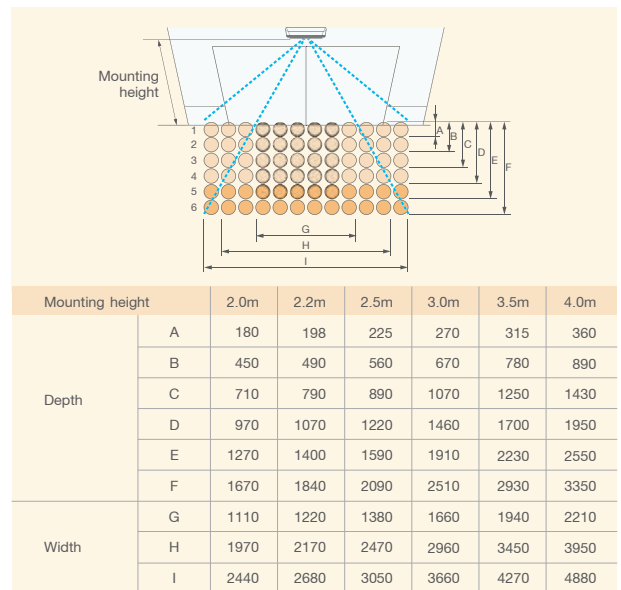 Mounting
height
1
2
3
4
5
6
A
B
C
D
E
F
G
H
I
Mounting height 2.0m 2.2m 2.5m 3.0m 3.5m 4.0m
Depth
A 180 198 225 270 315 360
B 450 490 560 670 780 890
C 710 790 890 1070 1250 1430
D 970 1070 1220 1460 1700 1950
E 1270 1400 1590 1910 2230 2550
F 1670 1840 2090 2510 2930 3350
Width
G 1110 1220 1380 1660 1940 2210
H 1970 2170 2470 2960 3450 3950
I 2440 2680 3050 3660 4270 4880